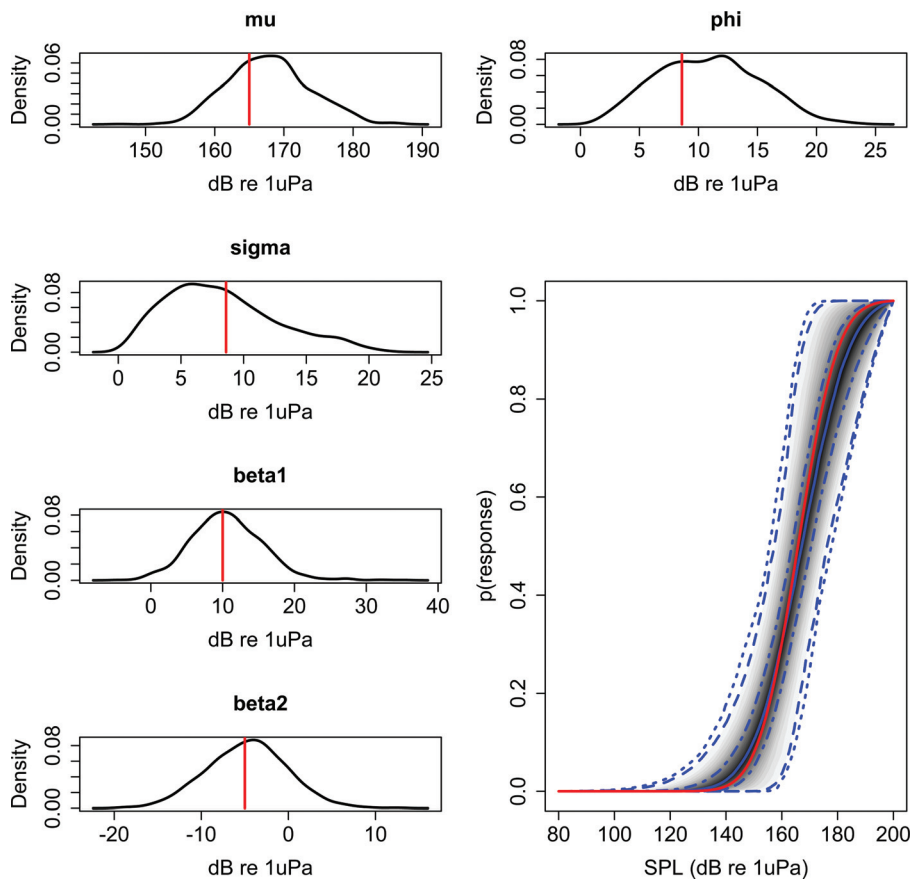 mu
Density
0.00 0.06
150 160 170 180 190
dB re 1uPa
phi
Density
0.00 0.08
0 5 10 15 20 25
dB re 1uPa
sigma
Density
0.00 0.08
0 5 10 15 20 25
dB re 1uPa
beta1
Density
0.00 0.08
0 10 20 30 40
dB re 1uPa
beta2
Density
0.00 0.08
-20 -10 0 10
dB re 1uPa
p(response)
0.0 0.2 0.4 0.6 0.8 1.0
80 100 120 140 160 180 200
SPL (dB re 1uPa)